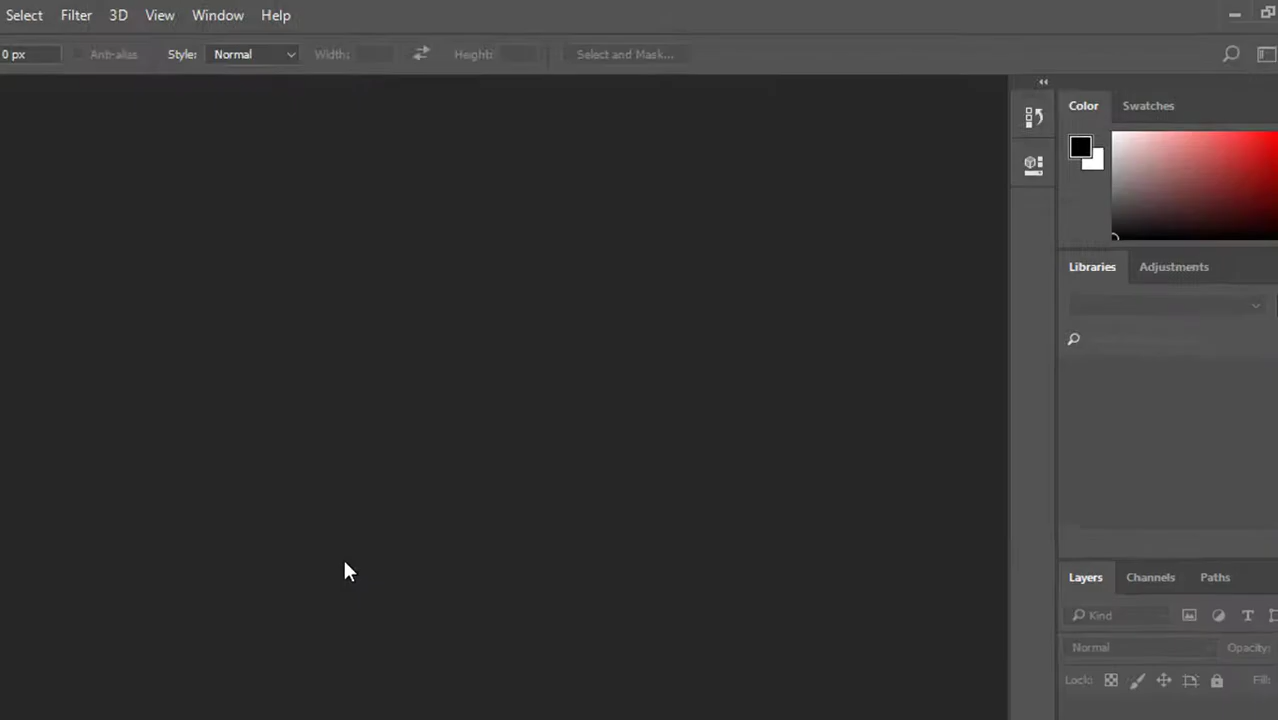 Select Filter 3D View Window Help
0 px Anti-alias Style: Normal Width: Height: Select and Mask...
Color Swatches
Libraries Adjustments
Layers Channels Paths
Kind T
Normal Opacity:
Lock: Fill: